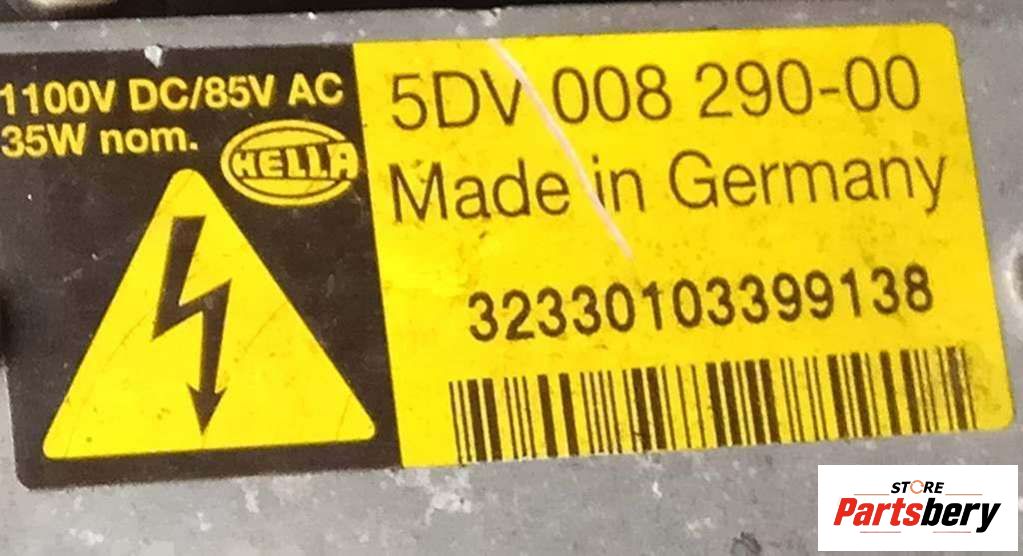 1100V DC/85V AC
35W nom.
HELLA
5DV 008 290-00
Made in Germany
32330103399138
STORE
Partsbery